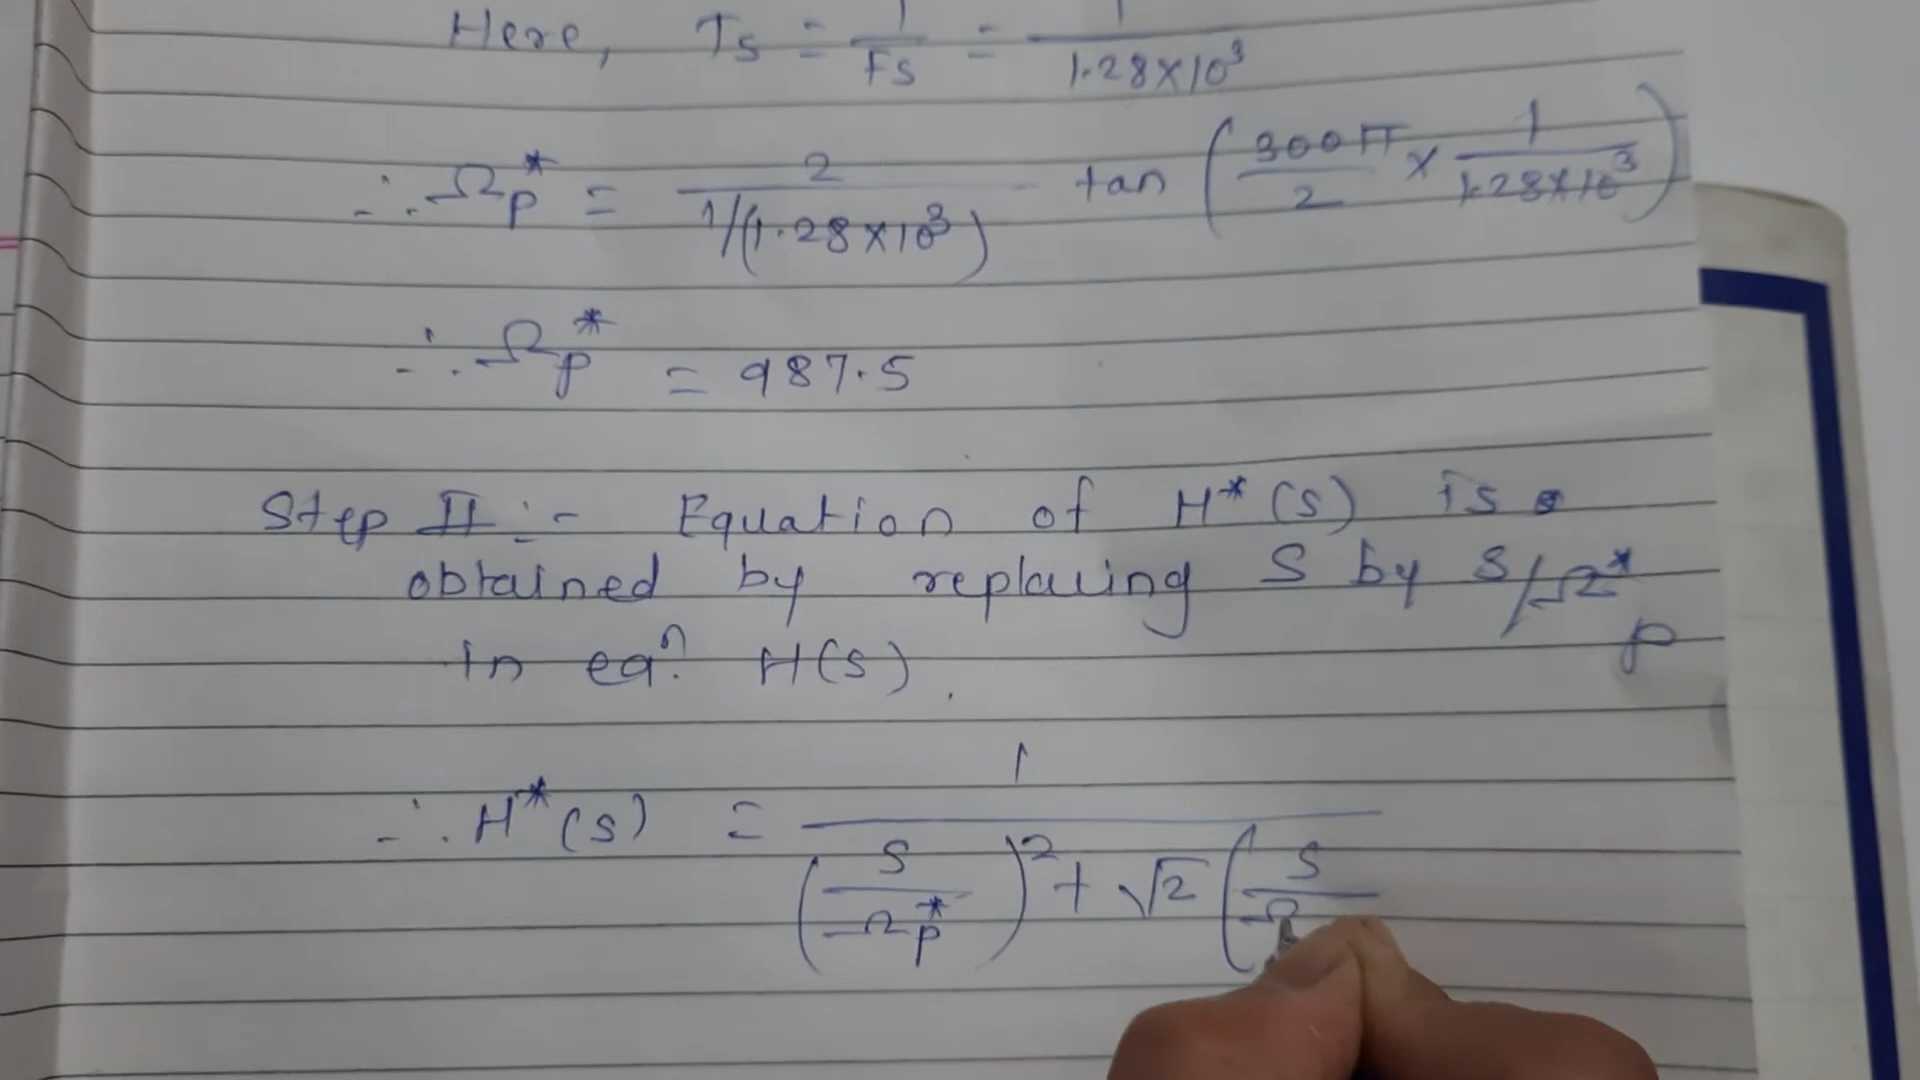 Here, Ts = 1/Fs = 1/1.28×10³
∴ Ωp* = 2/1/(1.28×10³) tan (300π/2 × 1/1.28×10³)
∴ Ωp* = 987.5
Step II :- Equation of H*(s) is
obtained by replacing S by S/Ω*p
in eqⁿ. H(s).
∴ H*(s) = 1/(S/Ωp*)² + √2 (S/Ω